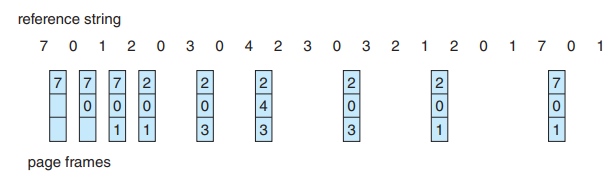 reference string
7 0 1 2 0 3 0 4 2 3 0 3 2 1 2 0 1 7 0 1
7 7 7 2 2 2 2 2 7
0 0 0 0 4 0 0 0
1 1 3 3 3 1 1
page frames